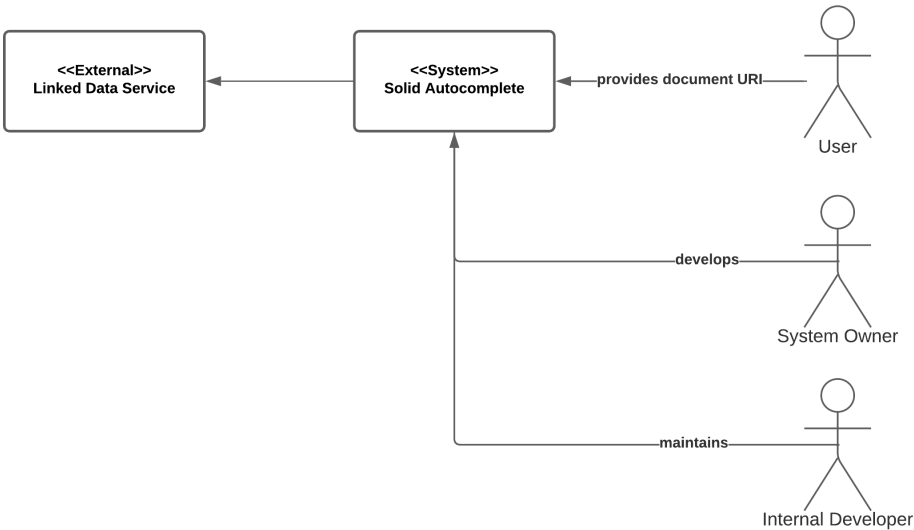 <<External>>
Linked Data Service
<<System>>
Solid Autocomplete
provides document URI
User
develops
System Owner
maintains
Internal Developer